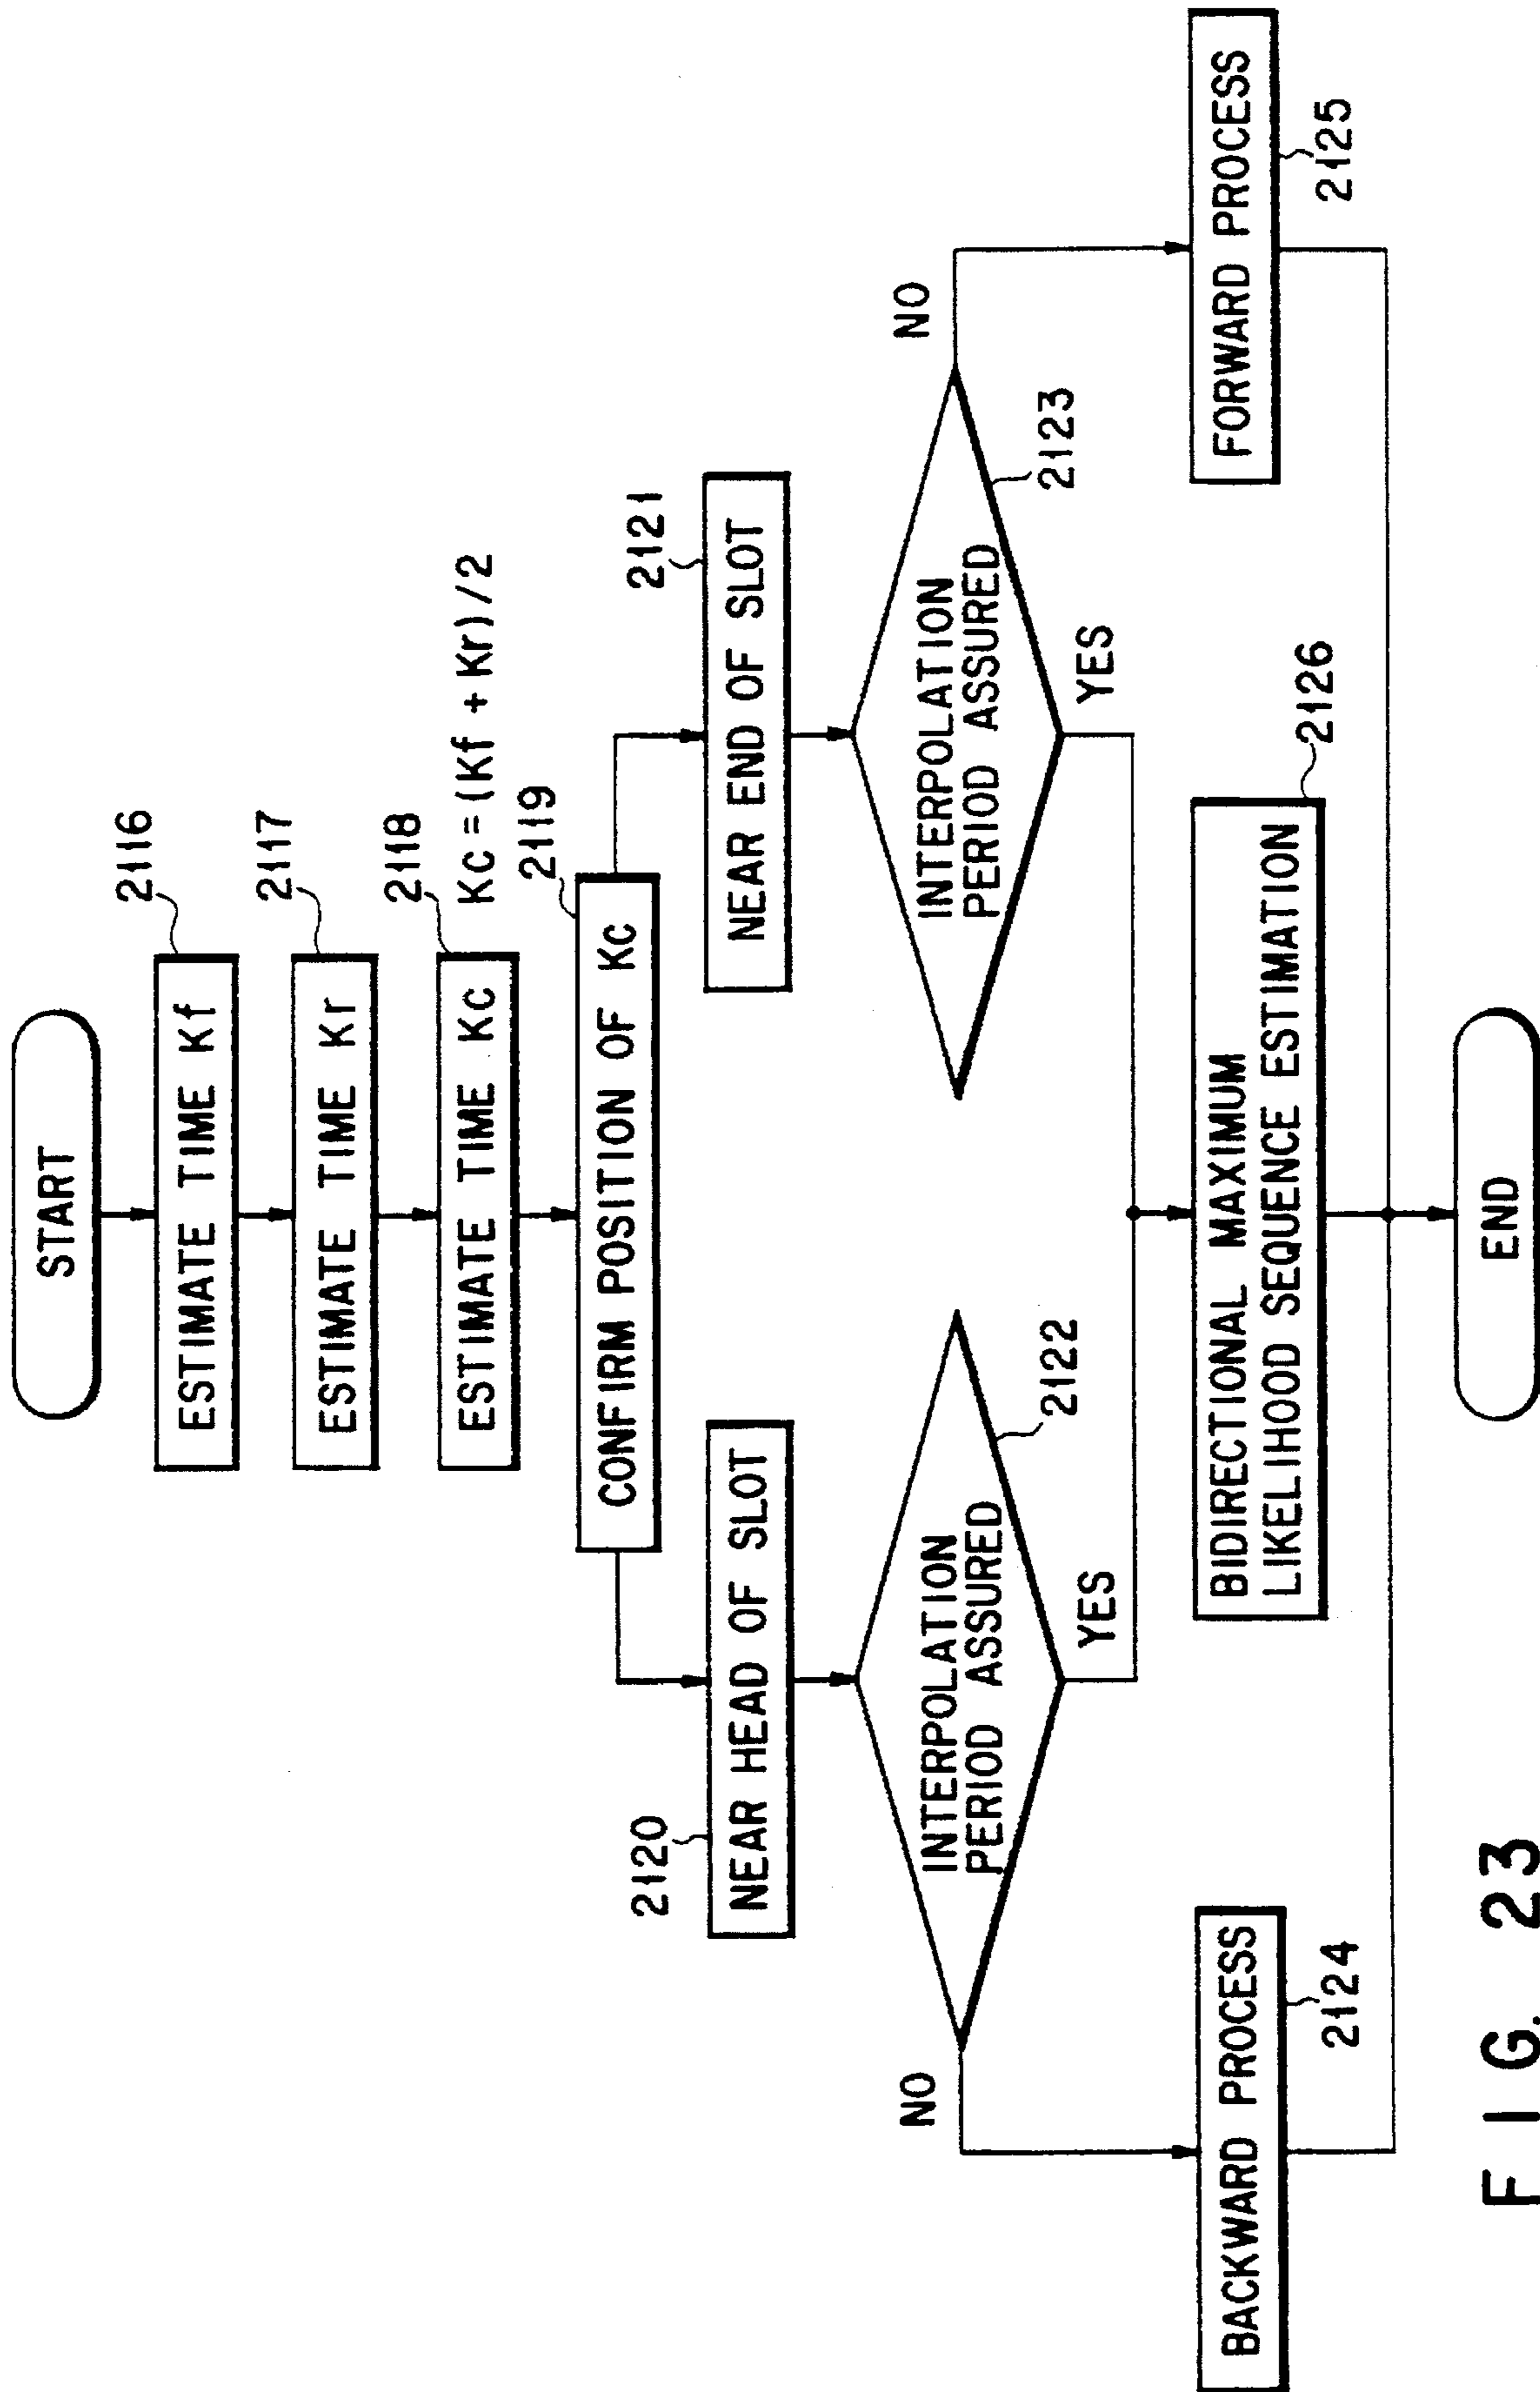 START
ESTIMATE TIME Kf
2116
ESTIMATE TIME Kr
2117
ESTIMATE TIME Kc
2118
Kc = (Kf + Kr)/2
CONFIRM POSITION OF Kc
2119
2120
NEAR HEAD OF SLOT
2121
NEAR END OF SLOT
NO
INTERPOLATION
PERIOD ASSURED
2122
YES
INTERPOLATION
PERIOD ASSURED
2123
YES
NO
BACKWARD PROCESS
2124
BIDIRECTIONAL MAXIMUM
LIKELIHOOD SEQUENCE ESTIMATION
2126
FORWARD PROCESS
2125
END
FIG. 23